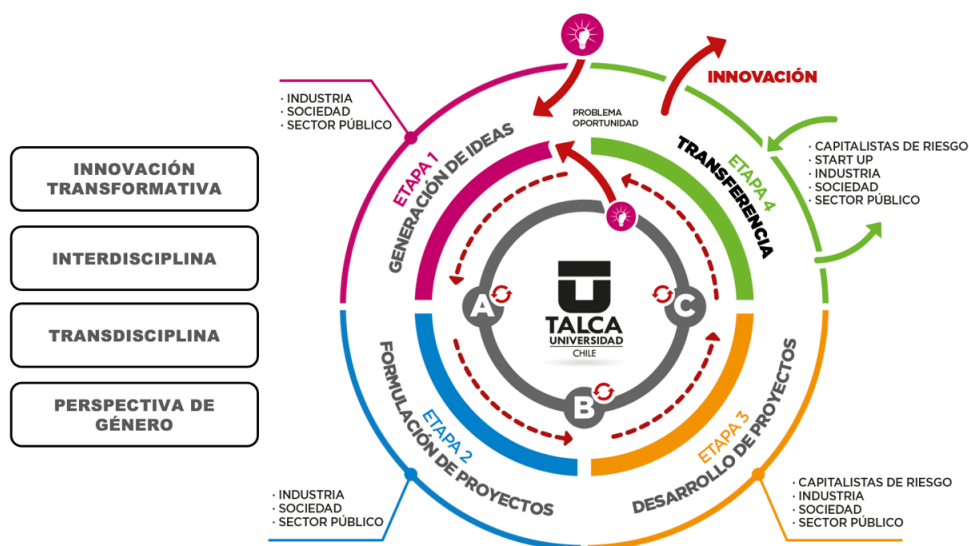 INNOVACIÓN
TRANSFORMATIVA
INTERDISCIPLINA
TRANSDISCIPLINA
PERSPECTIVA DE
GÉNERO
· INDUSTRIA
· SOCIEDAD
· SECTOR PÚBLICO
ETAPA 1
GENERACIÓN DE IDEAS
PROBLEMA
OPORTUNIDAD
INNOVACIÓN
ETAPA 4
TRANSFERENCIA
· CAPITALISTAS DE RIESGO
· START UP
· INDUSTRIA
· SOCIEDAD
· SECTOR PÚBLICO
A
C
B
TALCA
UNIVERSIDAD
CHILE
ETAPA 2
FORMULACIÓN DE PROYECTOS
· INDUSTRIA
· SOCIEDAD
· SECTOR PÚBLICO
ETAPA 3
DESARROLLO DE PROYECTOS
· CAPITALISTAS DE RIESGO
· INDUSTRIA
· SOCIEDAD
· SECTOR PÚBLICO